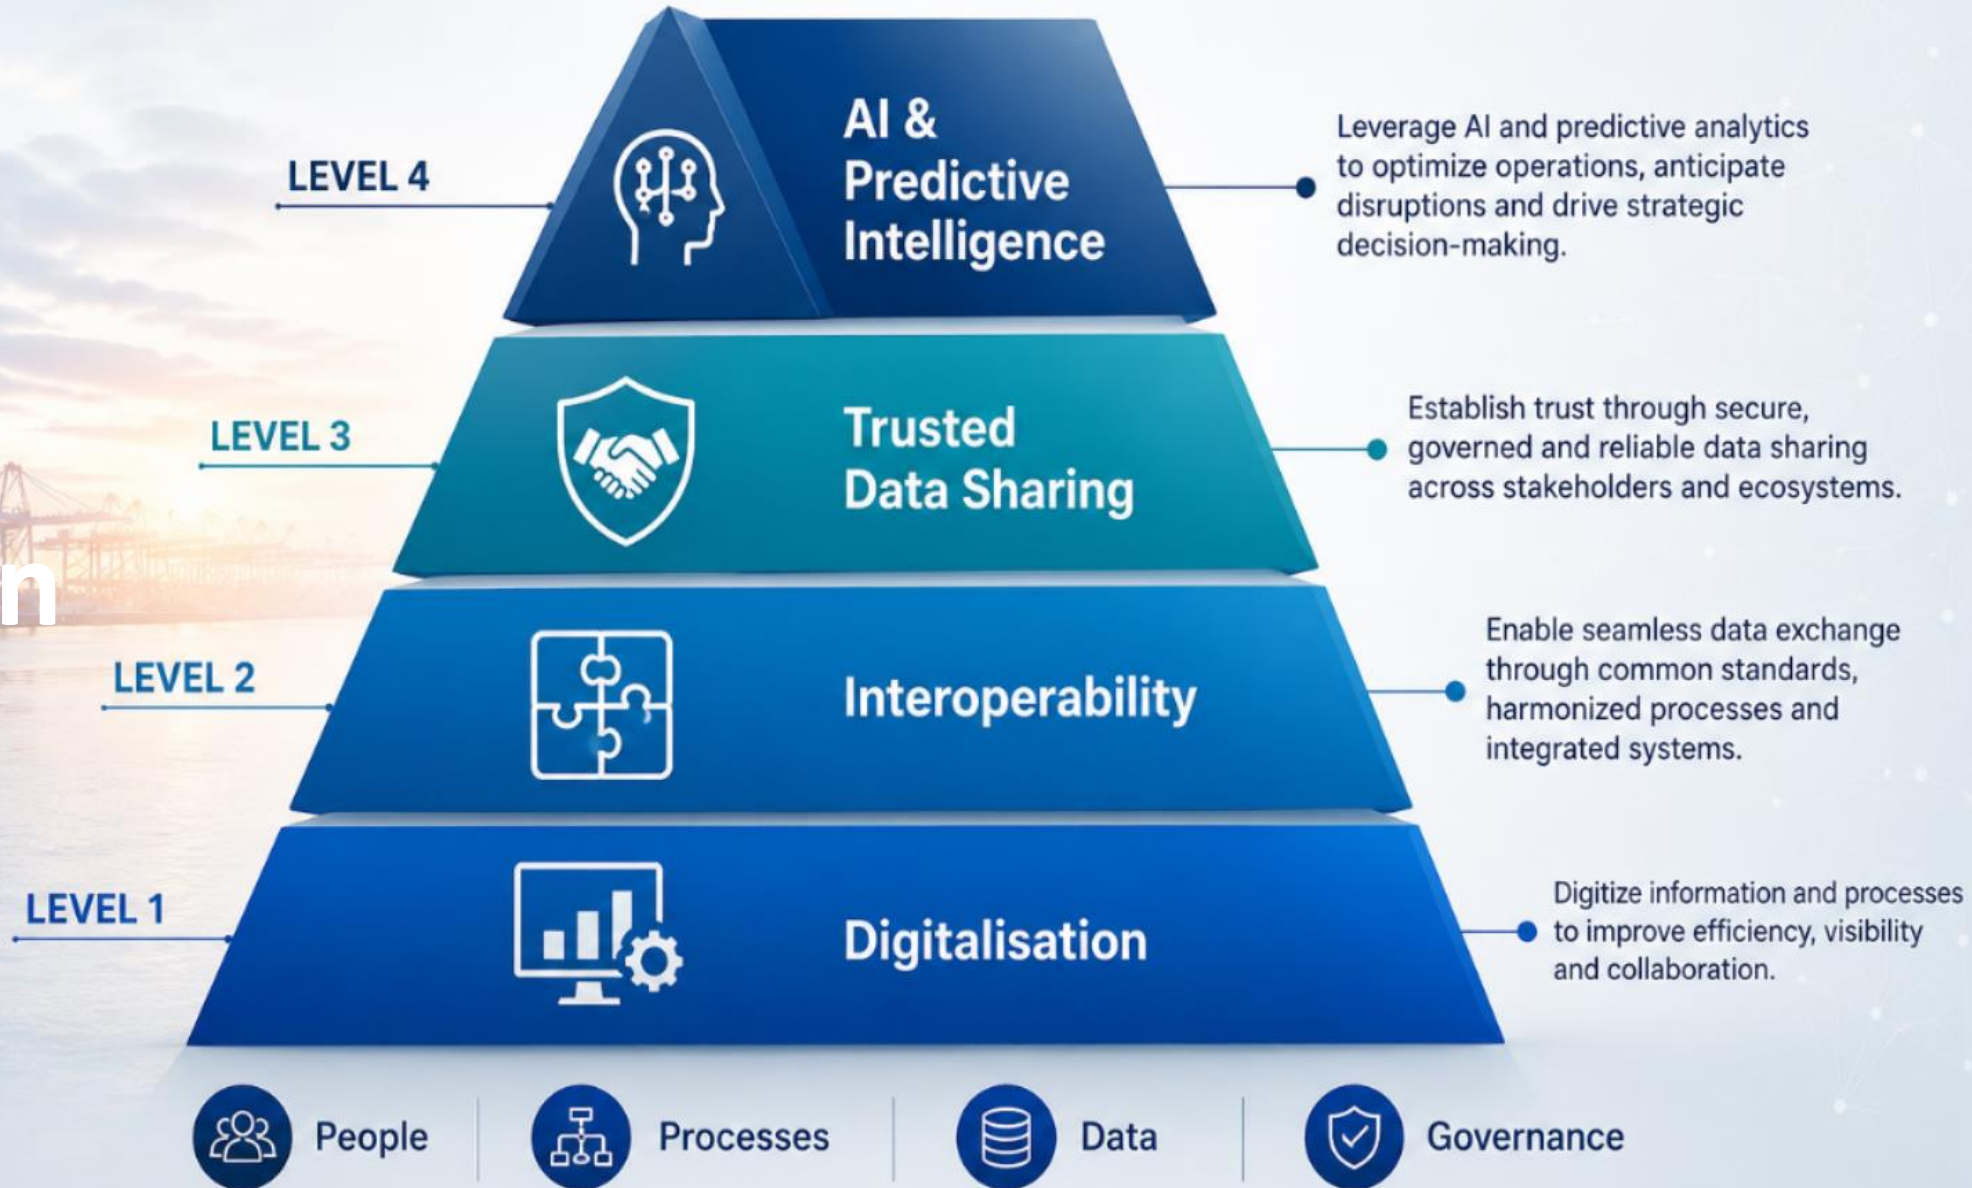 LEVEL 4
AI &
Predictive
Intelligence
Leverage AI and predictive analytics
to optimize operations, anticipate
disruptions and drive strategic
decision-making.
LEVEL 3
Trusted
Data Sharing
Establish trust through secure,
governed and reliable data sharing
across stakeholders and ecosystems.
n
LEVEL 2
Interoperability
Enable seamless data exchange
through common standards,
harmonized processes and
integrated systems.
LEVEL 1
Digitalisation
Digitize information and processes
to improve efficiency, visibility
and collaboration.
People
Processes
Data
Governance